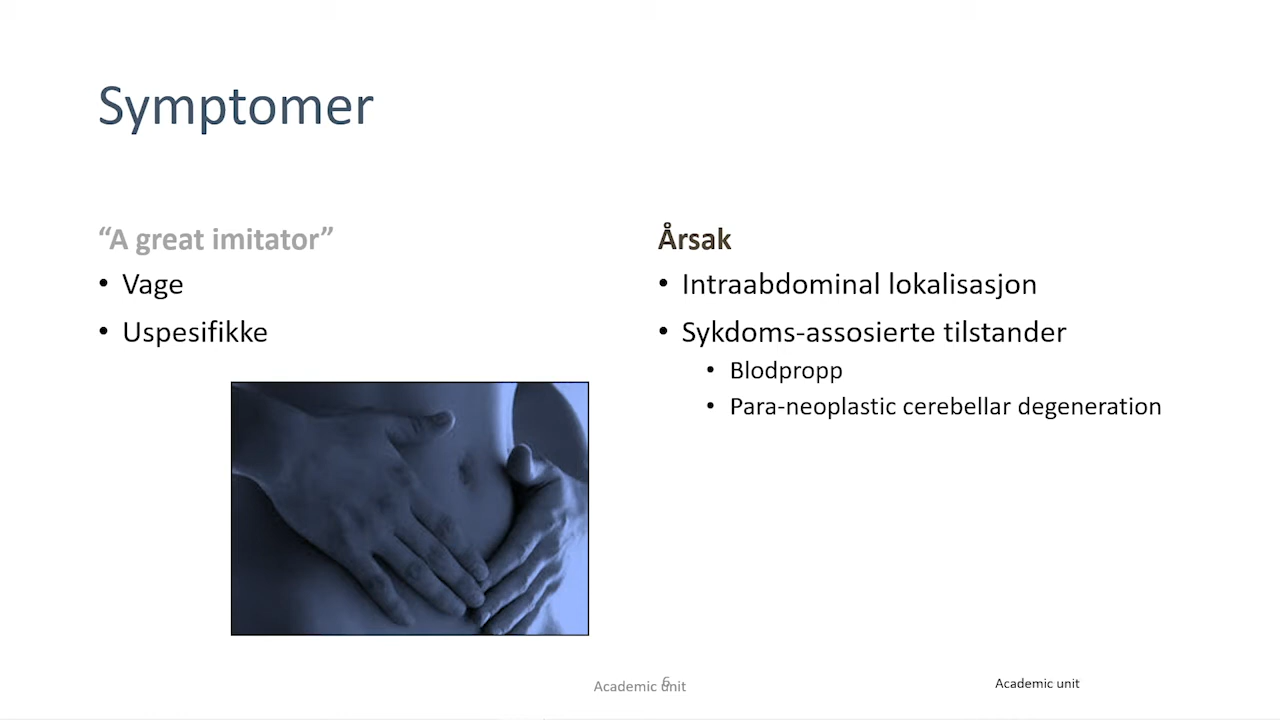 Symptomer
“A great imitator”
• Vage
• Uspesifikke
Årsak
• Intraabdominal lokalisasjon
• Sykdoms-assosierte tilstander
• Blodpropp
• Para-neoplastic cerebellar degeneration
Academic unit
6
Academic unit